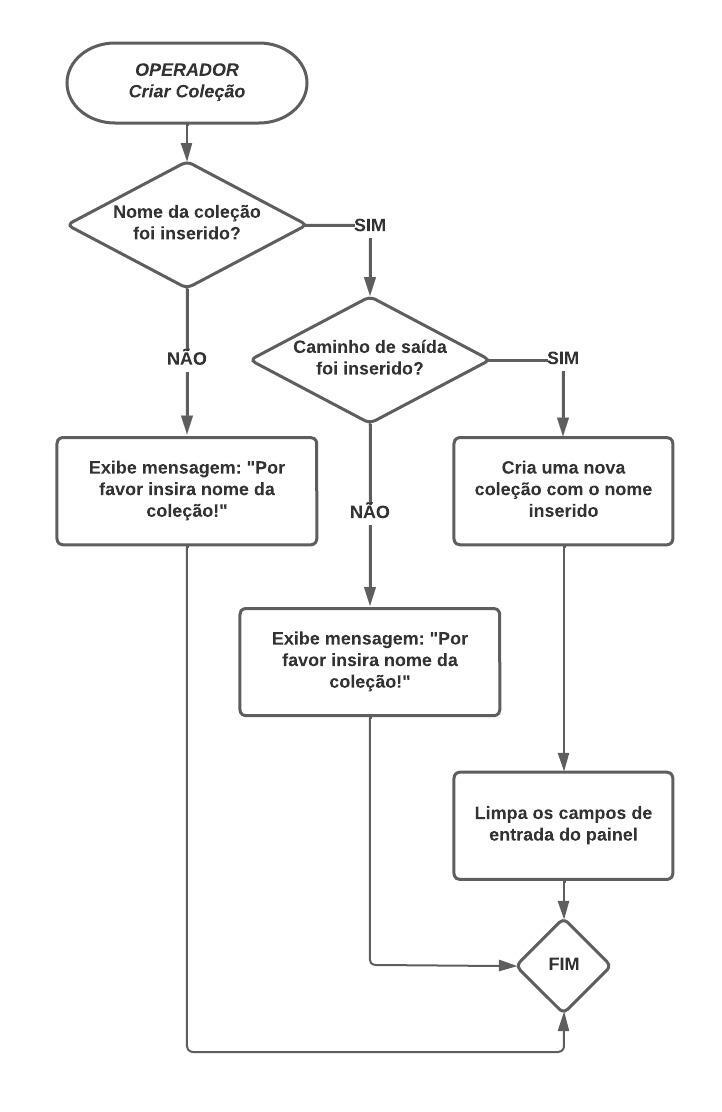 OPERADOR
Criar Coleção
Nome da coleção
foi inserido?
SIM
NÃO
Caminho de saída
foi inserido?
SIM
NÃO
Exibe mensagem: "Por
favor insira nome da
coleção!"
Cria uma nova
coleção com o nome
inserido
Exibe mensagem: "Por
favor insira nome da
coleção!"
Limpa os campos de
entrada do painel
FIM